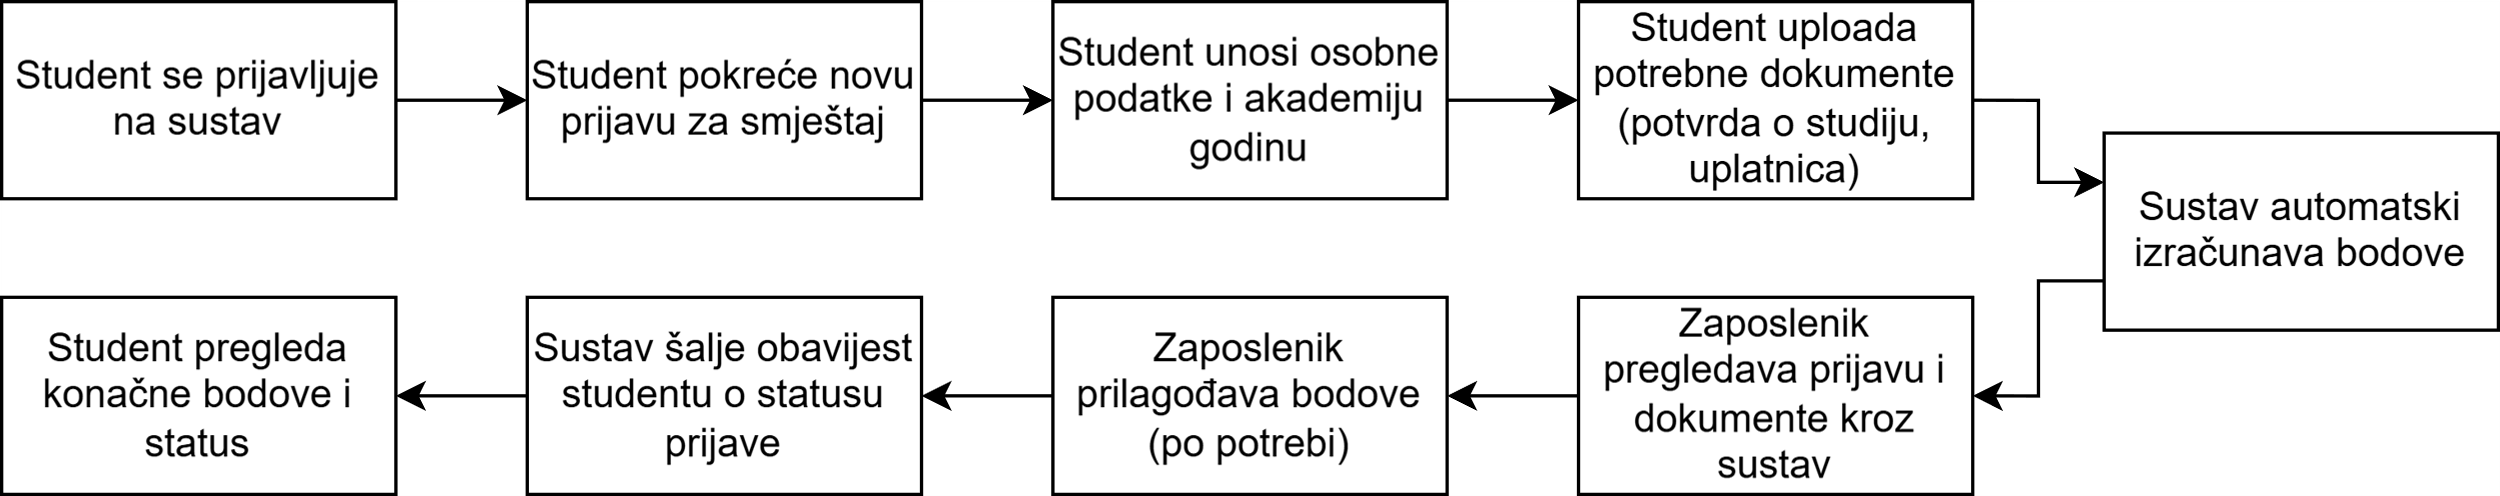 Student se prijavljuje
na sustav
Student pokreće novu
prijavu za smještaj
Student unosi osobne
podatke i akademiju
godinu
Student uploada
potrebne dokumente
(potvrda o studiju,
uplatnica)
Sustav automatski
izračunava bodove
Zaposlenik
pregledava prijavu i
dokumente kroz
sustav
Zaposlenik
prilagođava bodove
(po potrebi)
Sustav šalje obavijest
studentu o statusu
prijave
Student pregleda
konačne bodove i
status